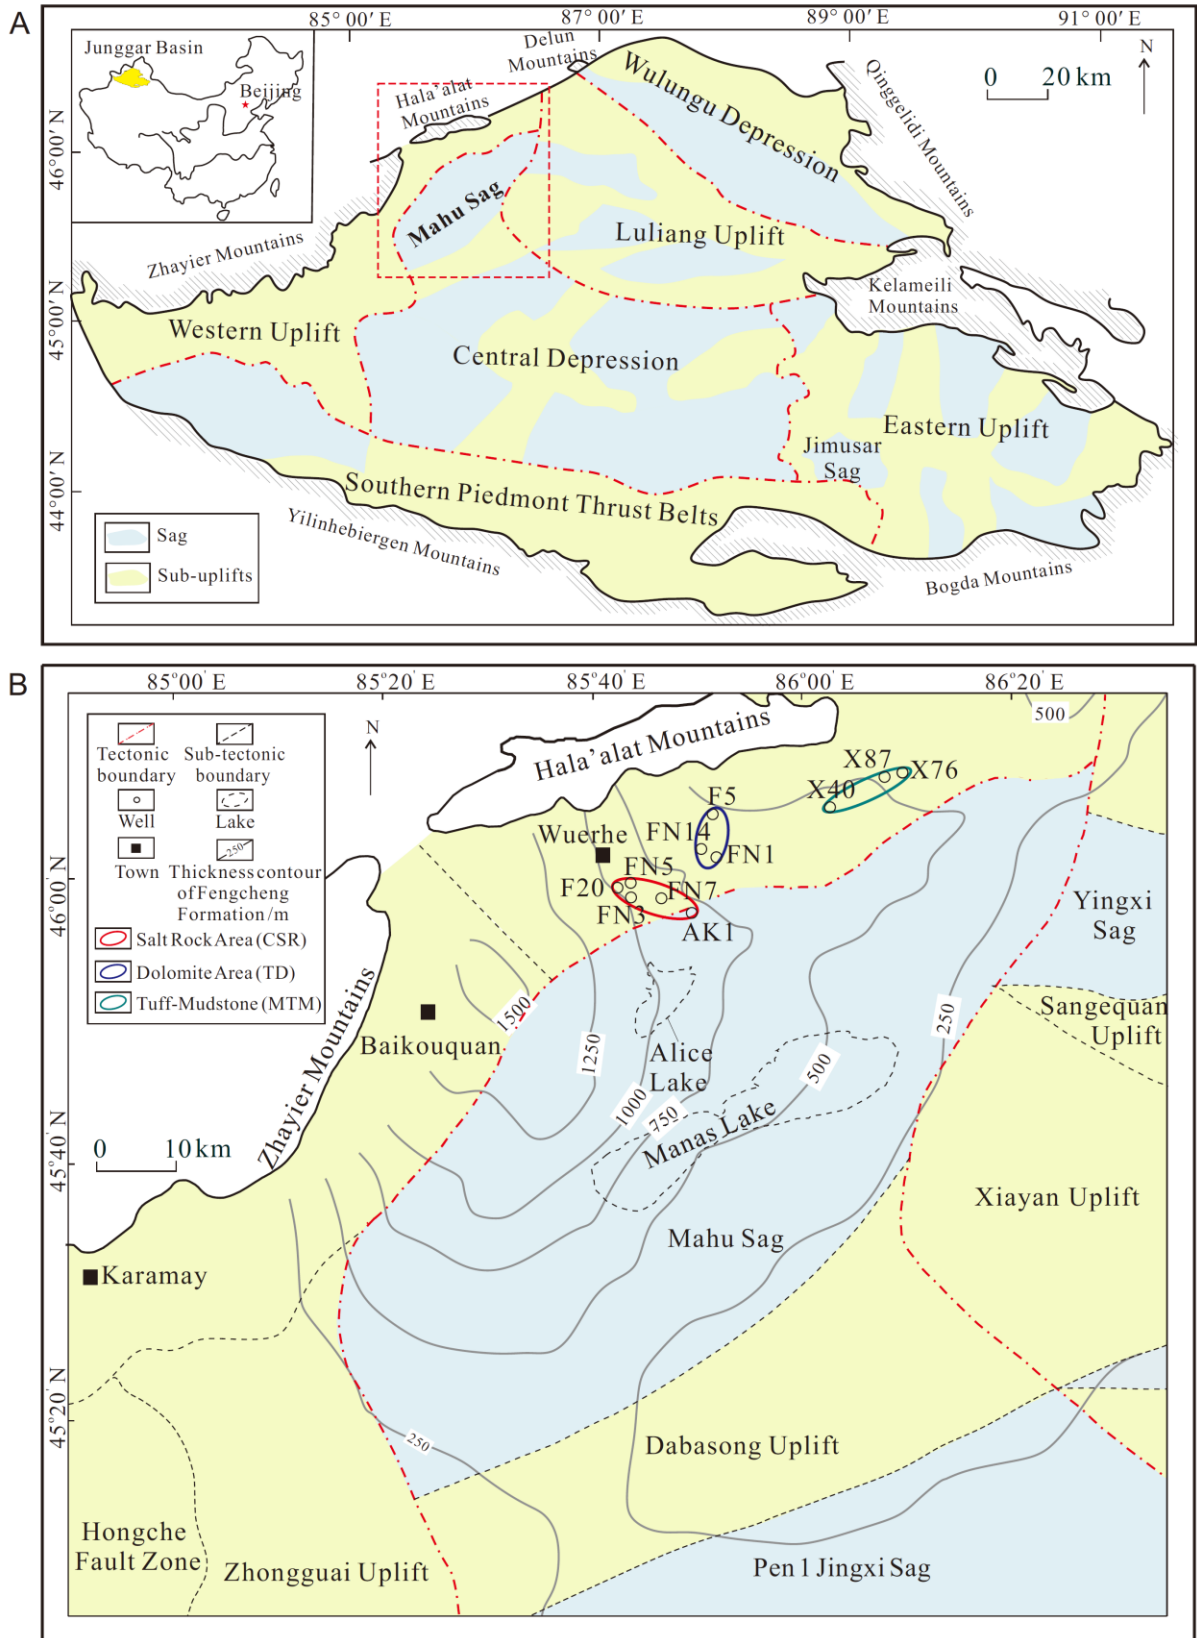 A
85°00′ E
87°00′ E
89°00′ E
91°00′ E
Junggar Basin
Beijing
Delun
Mountains
Hala'alat
Mountains
Wulungu Depression
Qinggelidi Mountains
N
0 20 km
46°00′ N
Mahu Sag
Luliang Uplift
Zhayier Mountains
Kelameili
Mountains
45°00′ N
Western Uplift
Central Depression
Eastern Uplift
Jimusar
Sag
44°00′ N
Southern Piedmont Thrust Belts
Yilinhebiergen Mountains
Bogda Mountains
Sag
Sub-uplifts
B
85°00′ E
85°20′ E
85°40′ E
86°00′ E
86°20′ E
Tectonic
boundary
Sub-tectonic
boundary
Well
Lake
250
Town
Thickness contour
of Fengcheng
Formation/m
Salt Rock Area (CSR)
Dolomite Area (TD)
Tuff-Mudstone (MTM)
N
Hala'alat Mountains
500
X87
X76
X40
F5
FN14
FN1
Wuerhe
FN5
F20
FN7
FN3
AK1
46°00′ N
Yingxi
Sag
Sangequan
Uplift
1500
Baikouquan
1250
Alice
Lake
1000
750
500
250
Manas Lake
Zhayier Mountains
0 10 km
45°40′ N
Xiayan Uplift
Mahu Sag
Karamay
45°20′ N
250
Dabasong Uplift
Hongche
Fault Zone
Zhongguai Uplift
Pen 1 Jingxi Sag